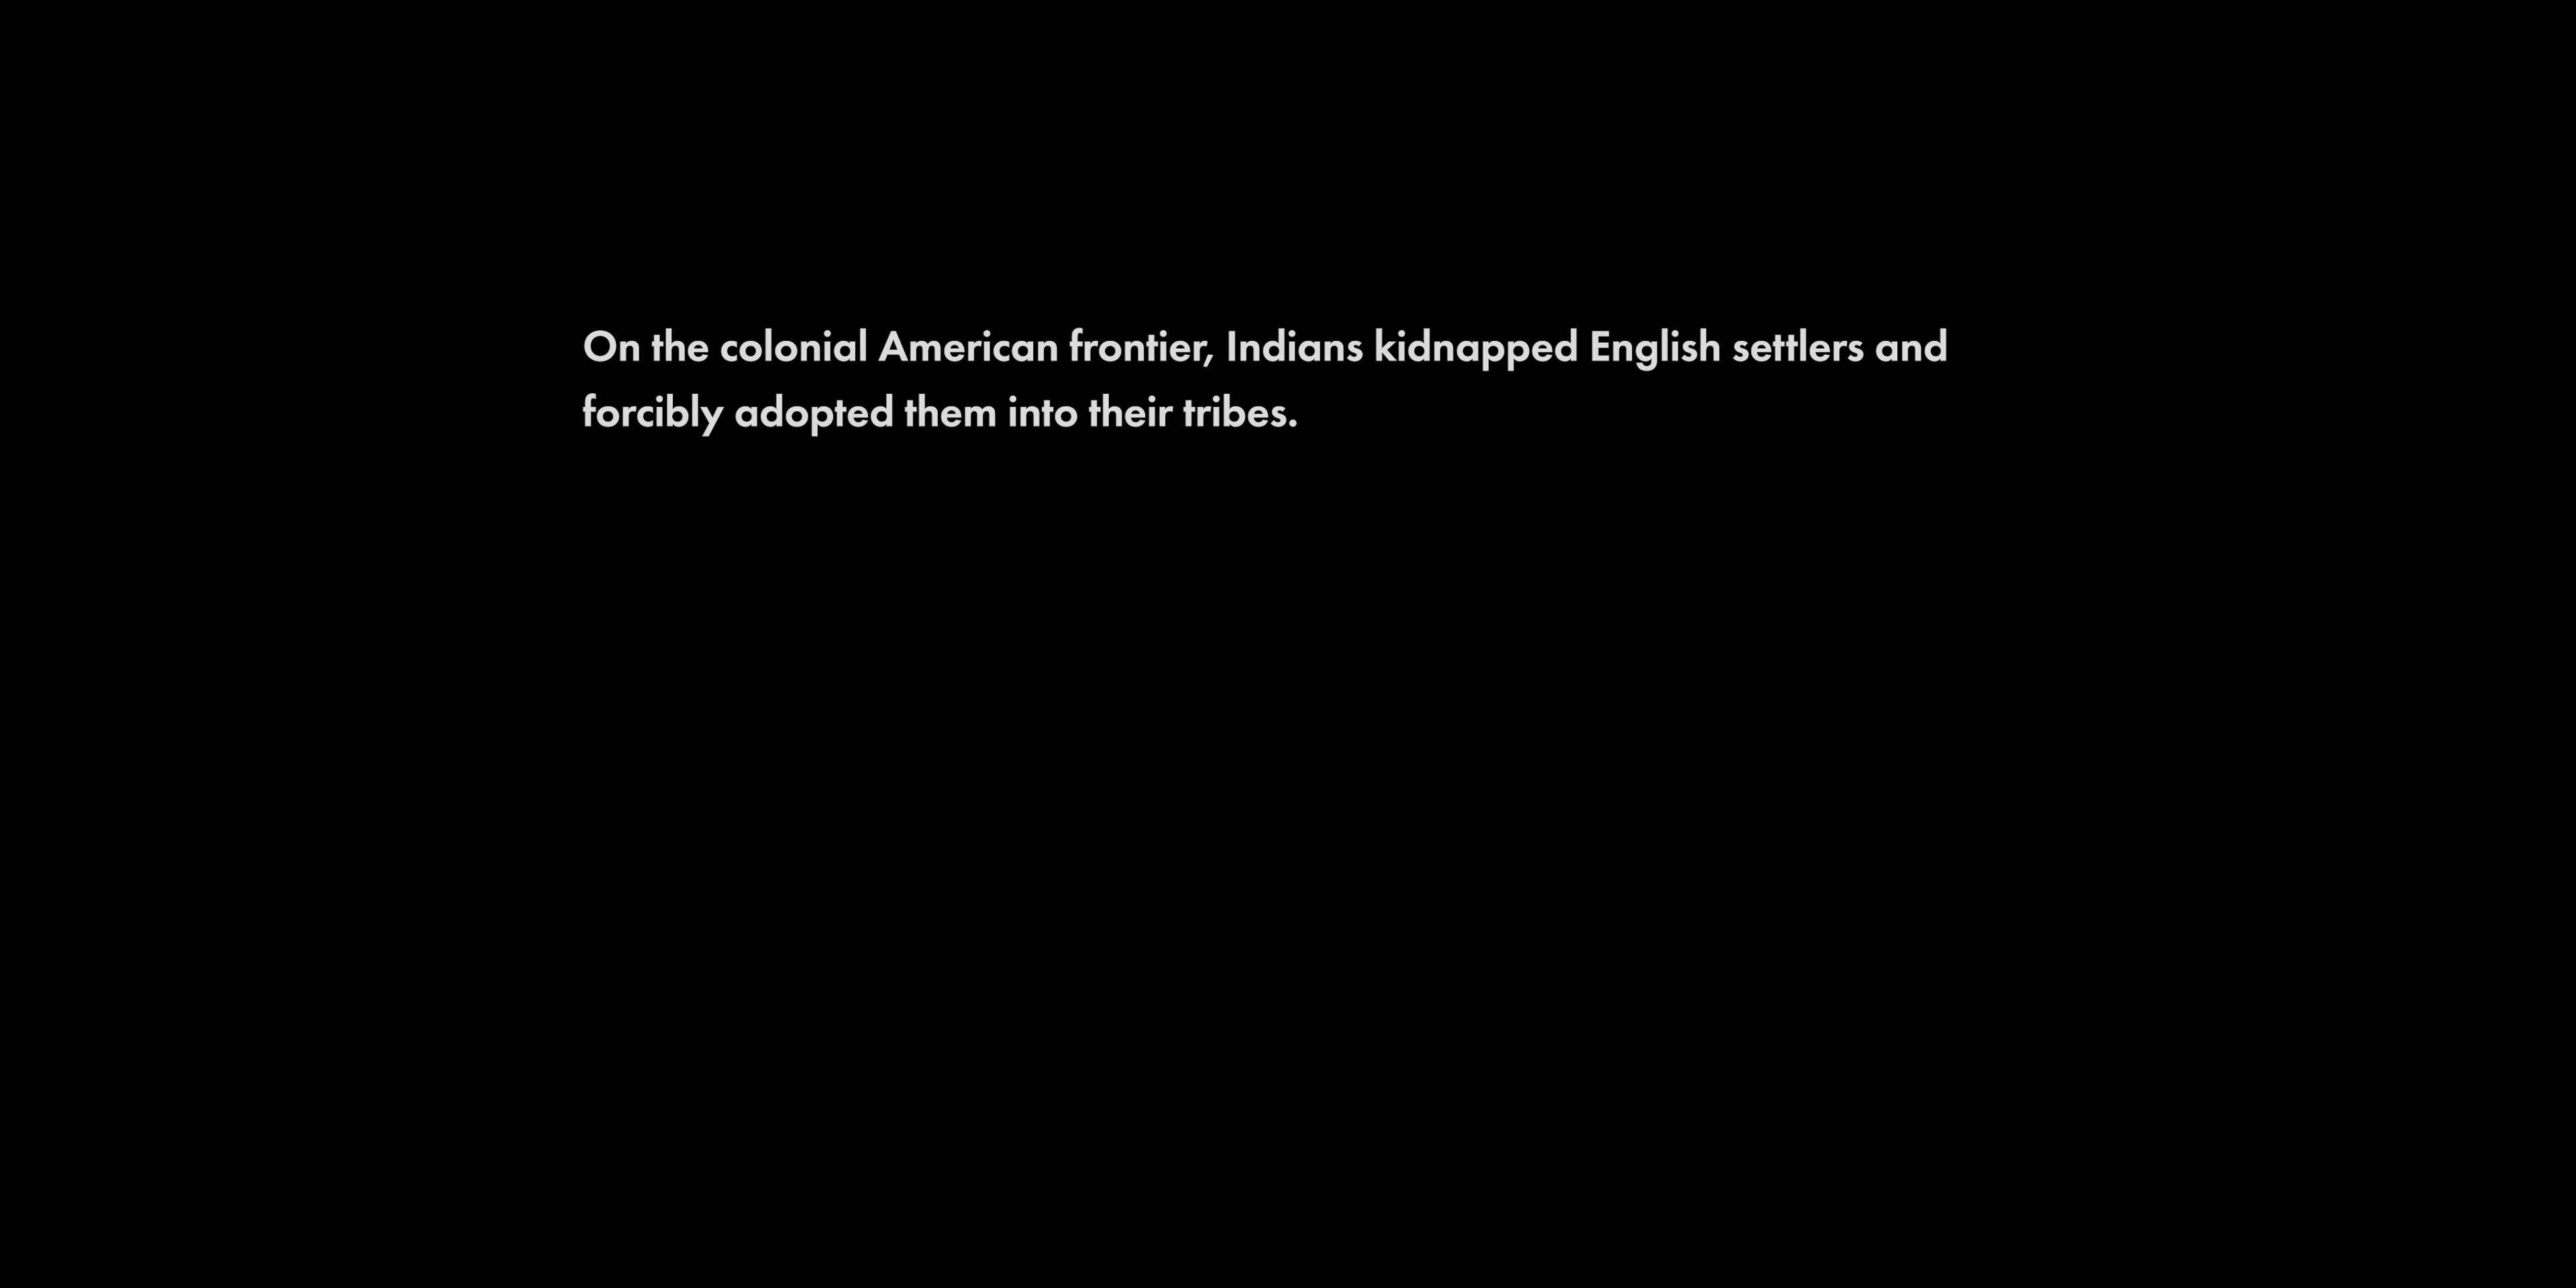 On the colonial American frontier, Indians kidnapped English settlers and
forcibly adopted them into their tribes.